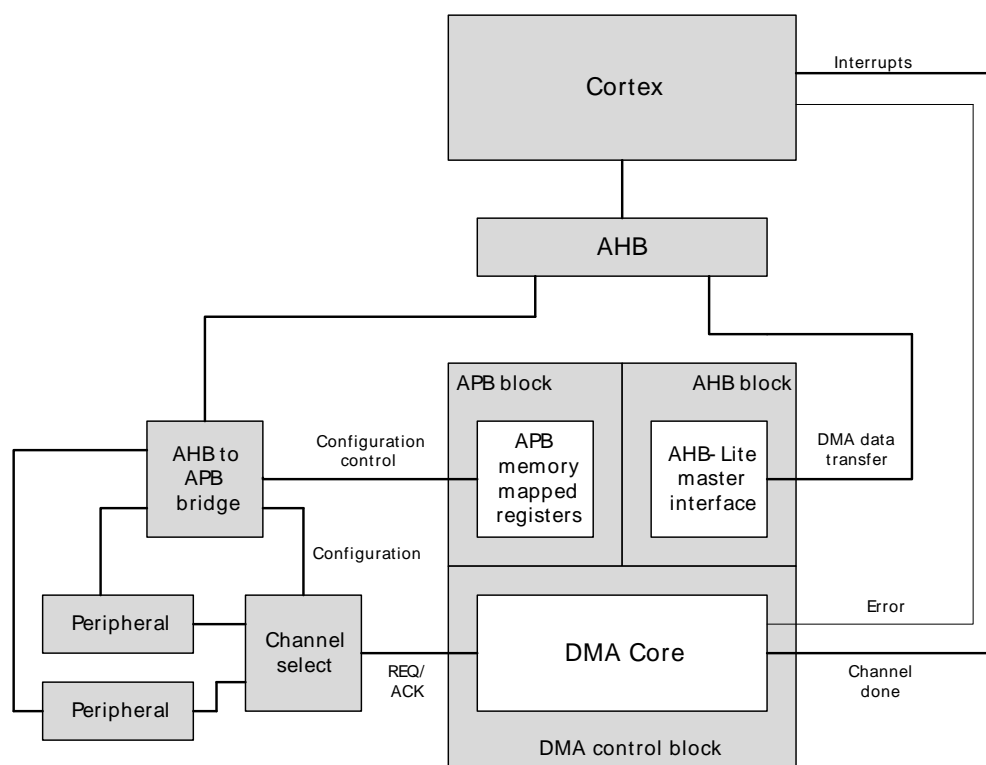 Interrupts
Cortex
AHB
APB block
AHB block
Configuration
control
AHB to
APB
bridge
APB
memory
mapped
registers
AHB- Lite
master
interface
DMA data
transfer
Configuration
Peripheral
Channel
select
Peripheral
REQ/
ACK
DMA Core
Error
Channel
done
DMA control block